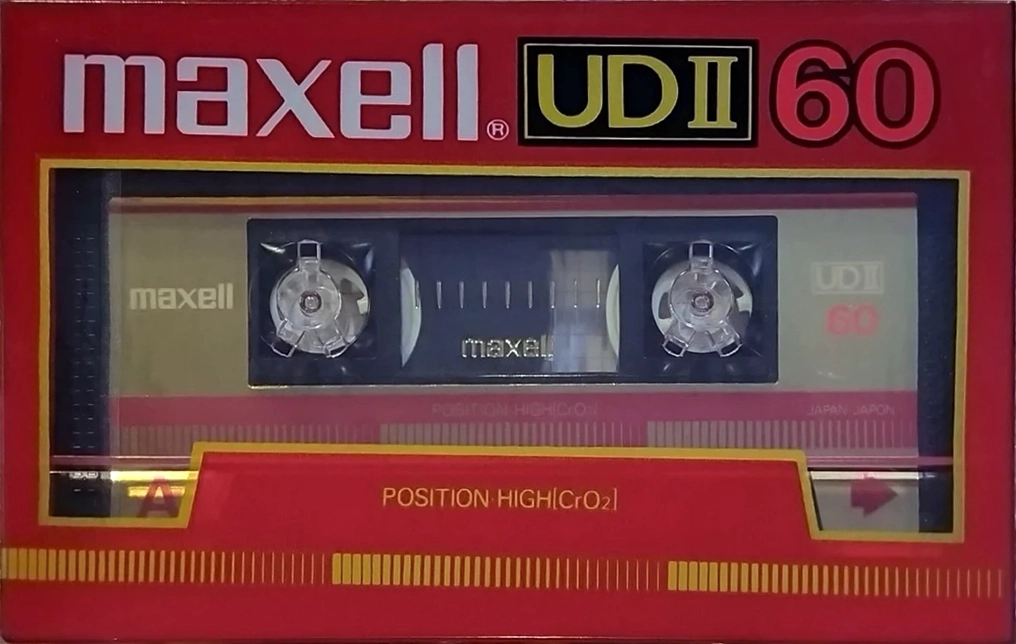 maxell® UDII 60
maxell UDII
60
maxell
POSITION·HIGH[CrO2]
JAPAN·JAPON
A
POSITION·HIGH[CrO2]